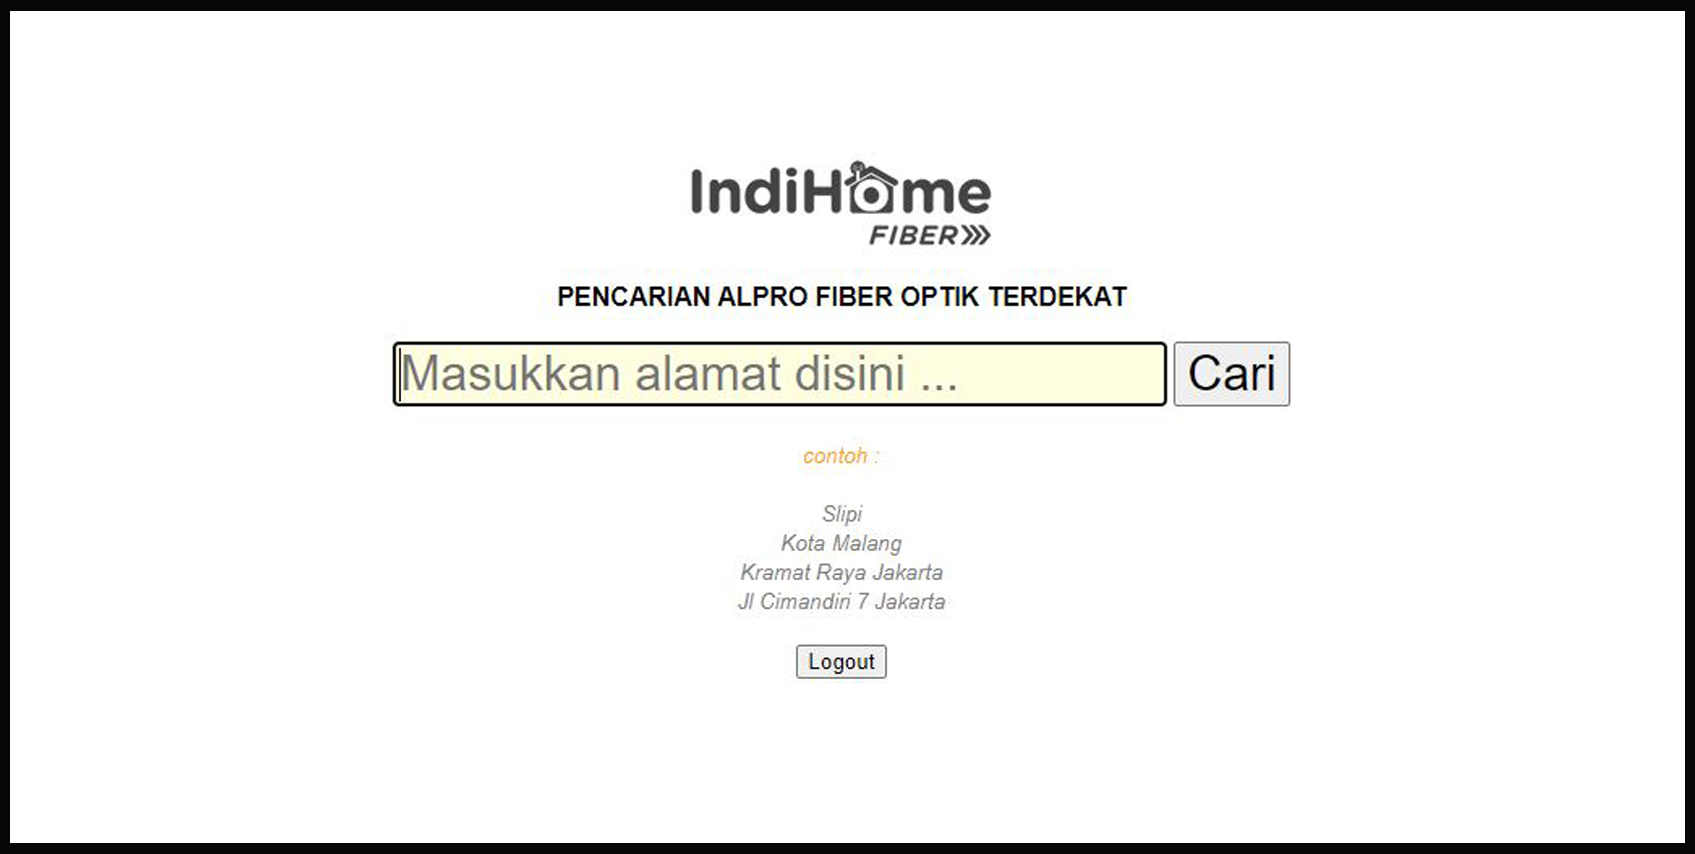 IndiHome
FIBER
PENCARIAN ALPRO FIBER OPTIK TERDEKAT
Masukkan alamat disini ... Cari
contoh :
Slipi
Kota Malang
Kramat Raya Jakarta
Jl Cimandiri 7 Jakarta
Logout